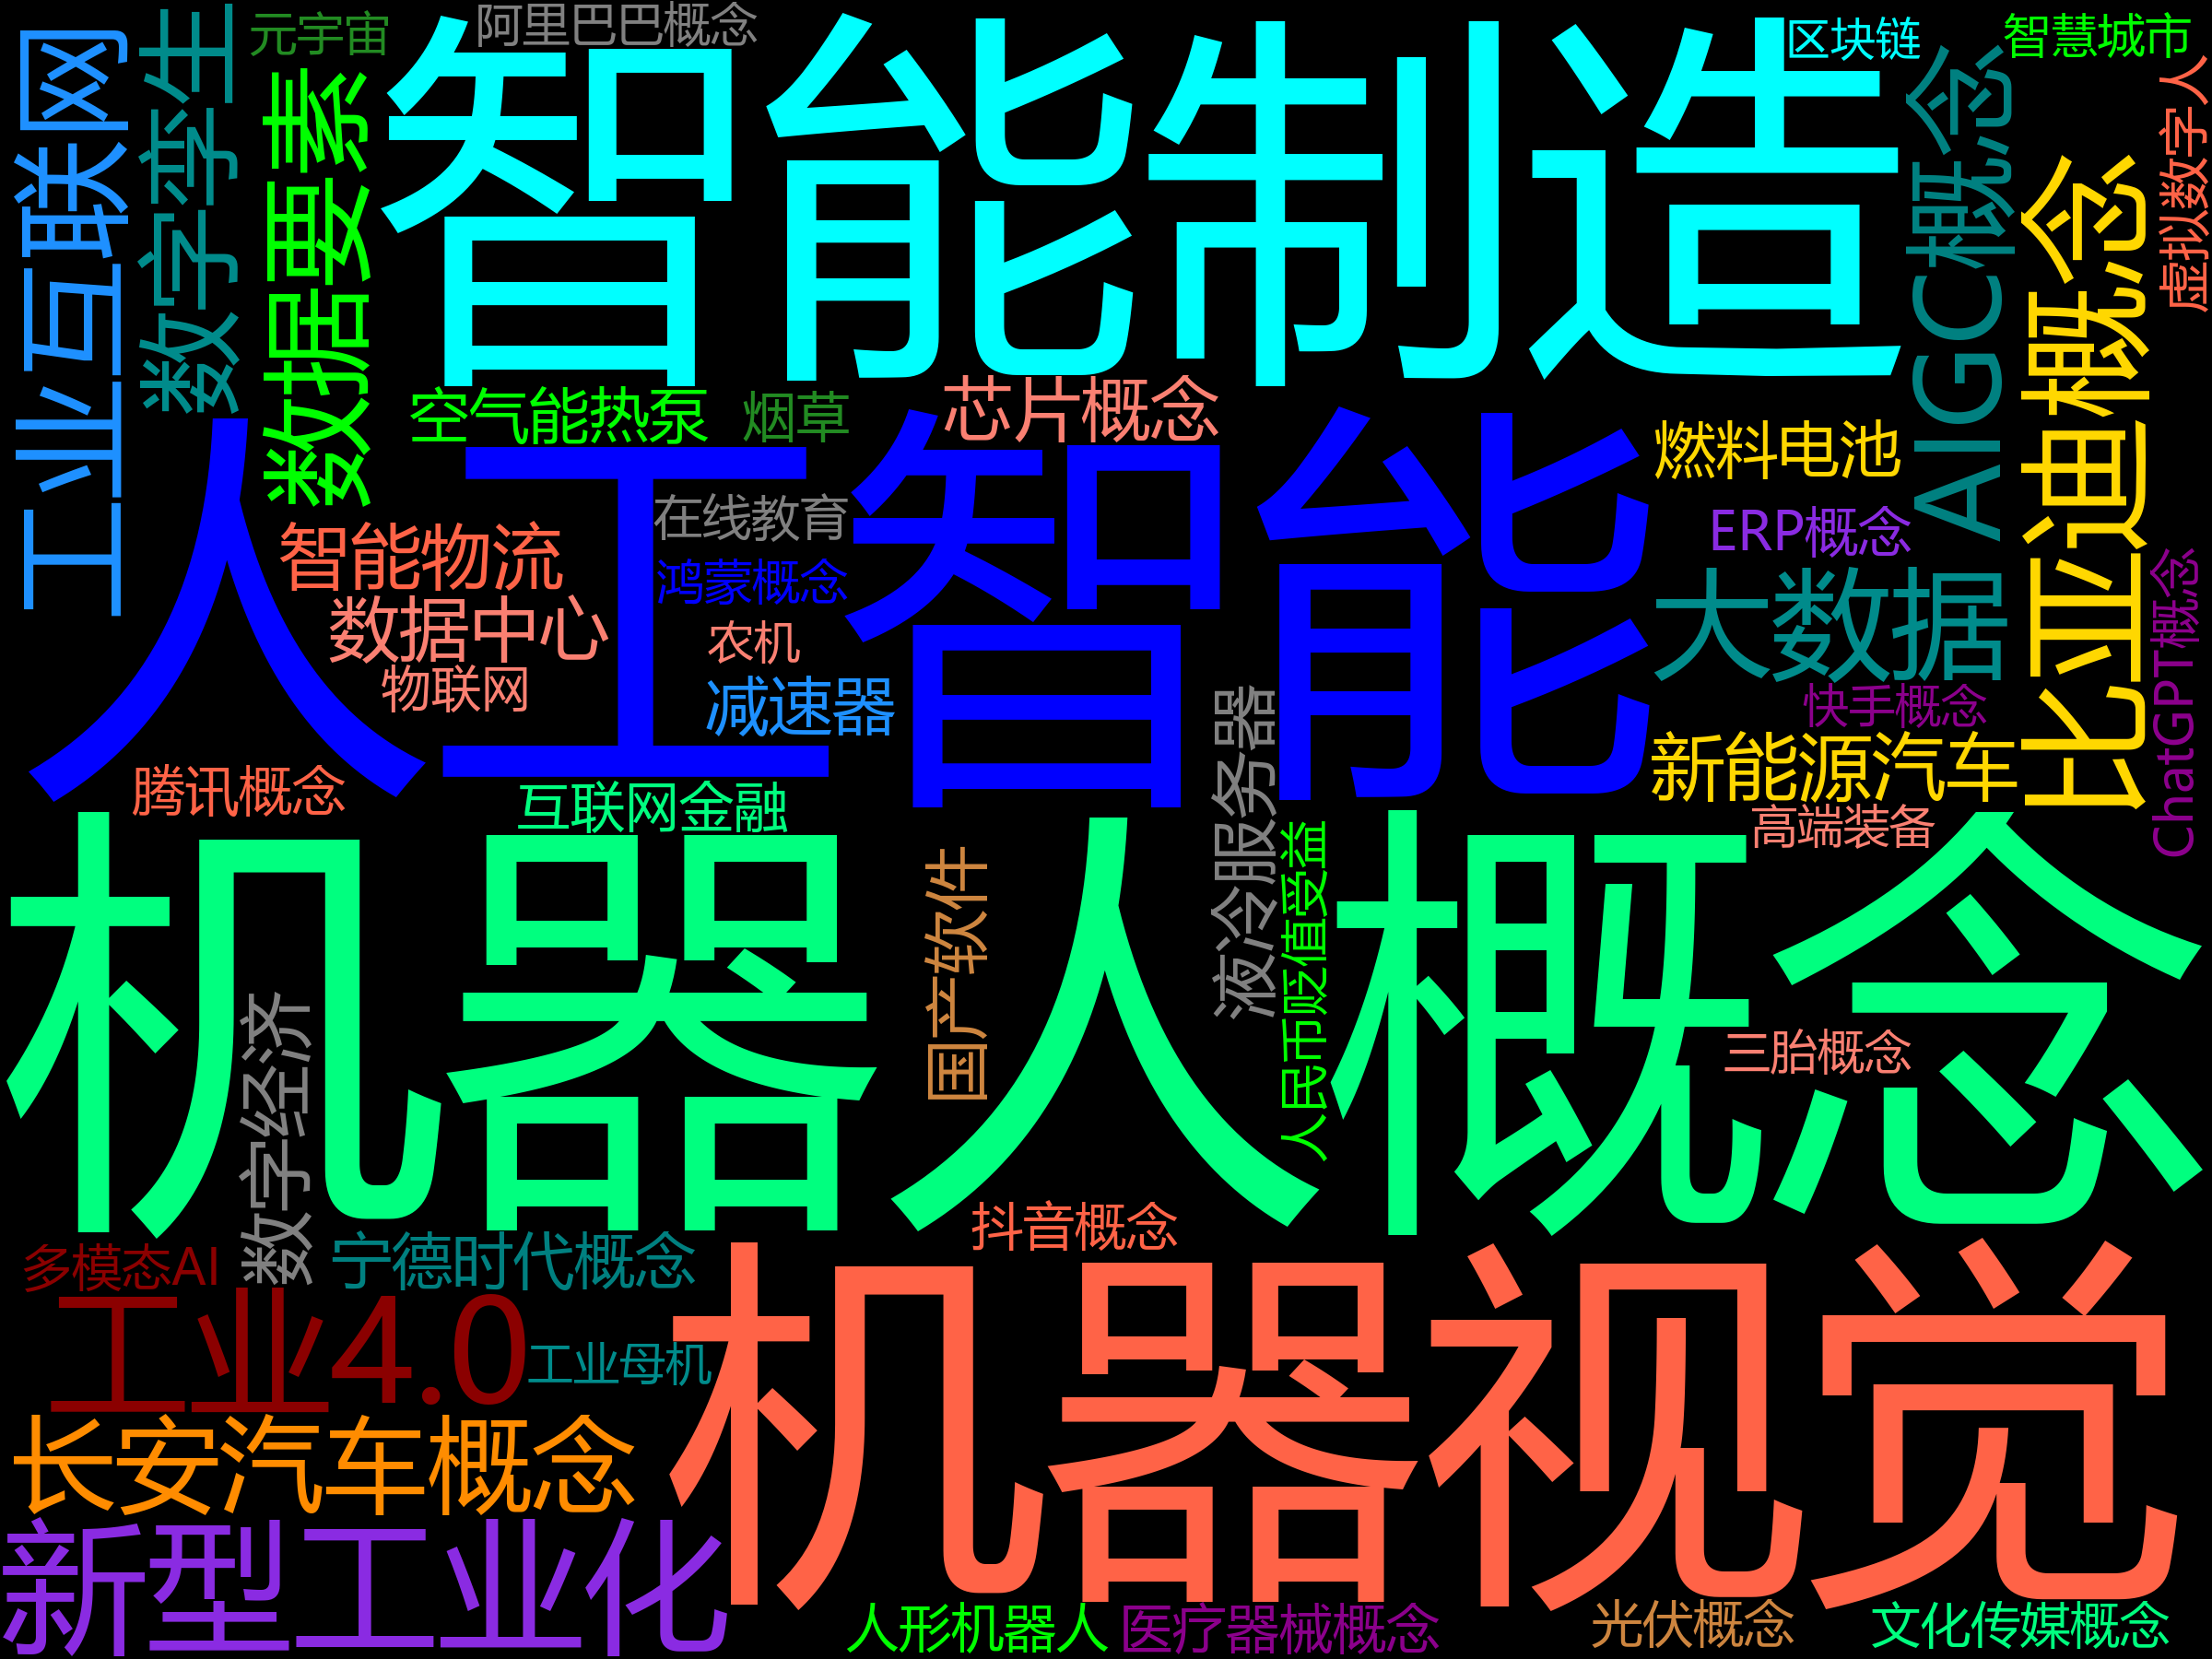 元宇宙
阿里巴巴概念
区块链
智慧城市
工业互联网
数字孪生
数据要素
智能制造
AIGC概念
比亚迪概念
虚拟数字人
空气能热泵
烟草
芯片概念
燃料电池
人工智能
在线教育
ERP概念
智能物流
鸿蒙概念
大数据
ChatGPT概念
数据中心
农机
物联网
减速器
快手概念
液冷服务器
新能源汽车
腾讯概念
互联网金融
高端装备
机器人概念
国产软件
人民币贬值受益
数字经济
三胎概念
抖音概念
多模态AI
宁德时代概念
机器视觉
工业4.0
工业母机
长安汽车概念
新型工业化
人形机器人
医疗器械概念
光伏概念
文化传媒概念